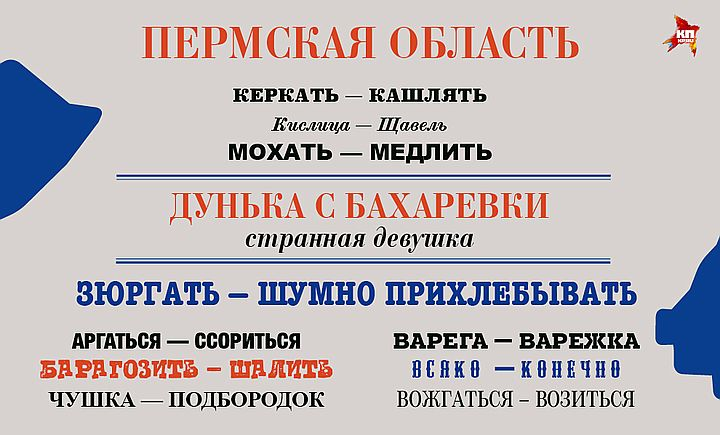 ПЕРМСКАЯ ОБЛАСТЬ
КП
КЕРКАТЬ — КАШЛЯТЬ
Кислица — Щавель
МОХАТЬ — МЕДЛИТЬ
ДУНЬКА С БАХАРЕВКИ
странная девушка
ЗЮРГАТЬ – ШУМНО ПРИХЛЕБЫВАТЬ
АРГАТЬСЯ — ССОРИТЬСЯ
БАРАГОЗИТЬ – ШАЛИТЬ
ЧУШКА — ПОДБОРОДОК
ВАРЕГА — ВАРЕЖКА
ВСЯКО — КОНЕЧНО
ВОЖГАТЬСЯ – ВОЗИТЬСЯ